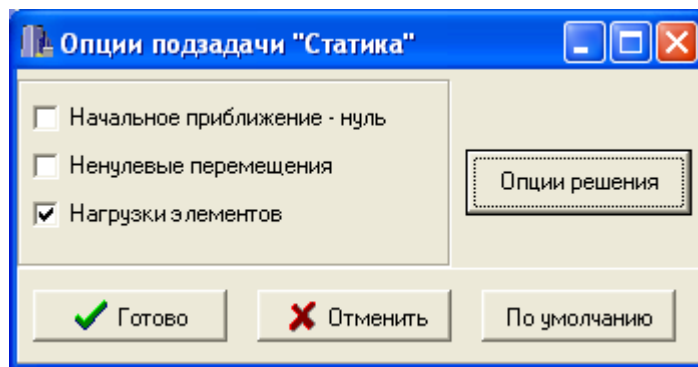 Опции подзадачи "Статика"
Начальное приближение - нуль
Ненулевые перемещения
Нагрузки элементов
Опции решения
Готово
Отменить
По умолчанию